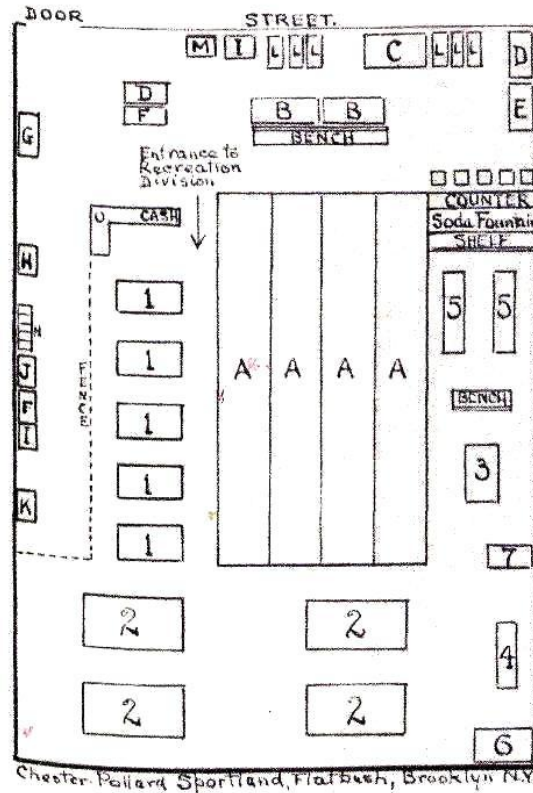 DOOR
STREET.
M I L L L C L L L D
D
F
B B
BENCH
E
G
Entrance to
Recreation
Division
COUNTER
Soda Fountain
SHELF
CASH
H
1
5 5
N
1 A A A A
J
FENCE
F
1
BENCH
I
3
K
1
1
7
2 2
4
2 2
6
Chester-Pollard Sportland, Flatbush, Brooklyn N.Y.